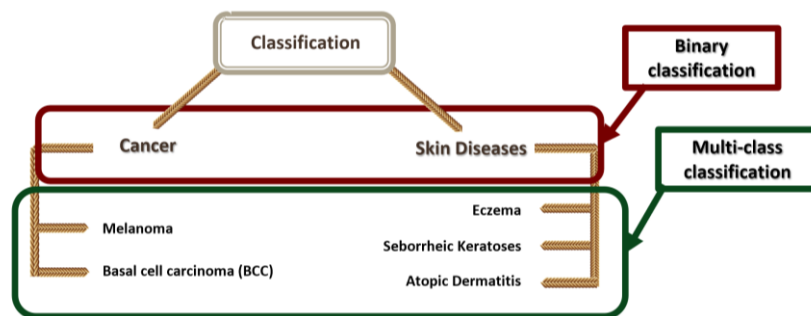 Classification
Binary
classification
Cancer
Skin Diseases
Multi-class
classification
Melanoma
Basal cell carcinoma (BCC)
Eczema
Seborrheic Keratoses
Atopic Dermatitis